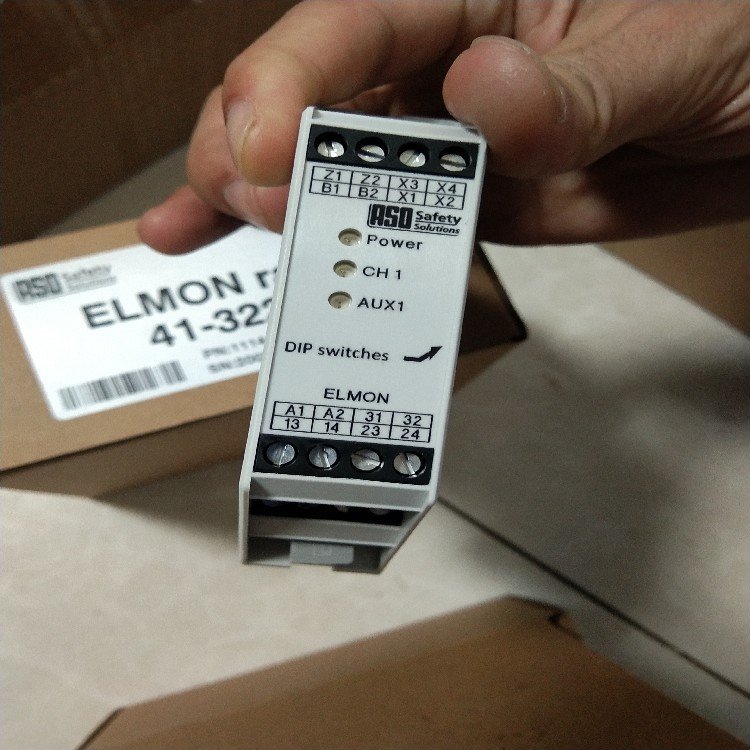 Z1 Z2 X3 X4
B1 B2 X1 X2
ASO Safety
Solutions
Power
CH 1
AUX1
DIP switches
ELMON
A1 A2 31 32
13 14 23 24
ASO Safety
Solutions
ELMON